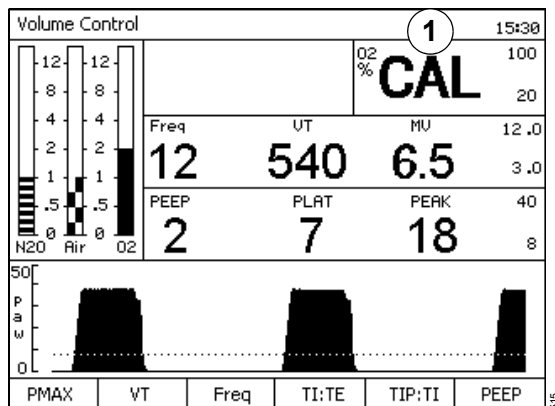 Volume Control 1 15:30
12 12 O2 % CAL 100
8 8 20
4 4 Freq VT MV 12.0
2 2 12 540 6.5
1 1 3.0
.5 .5 PEEP PLAT PEAK 40
0 0 2 7 18 8
N2O Air O2
50
Paw
0
PMAX VT Freq TI:TE TIP:TI PEEP